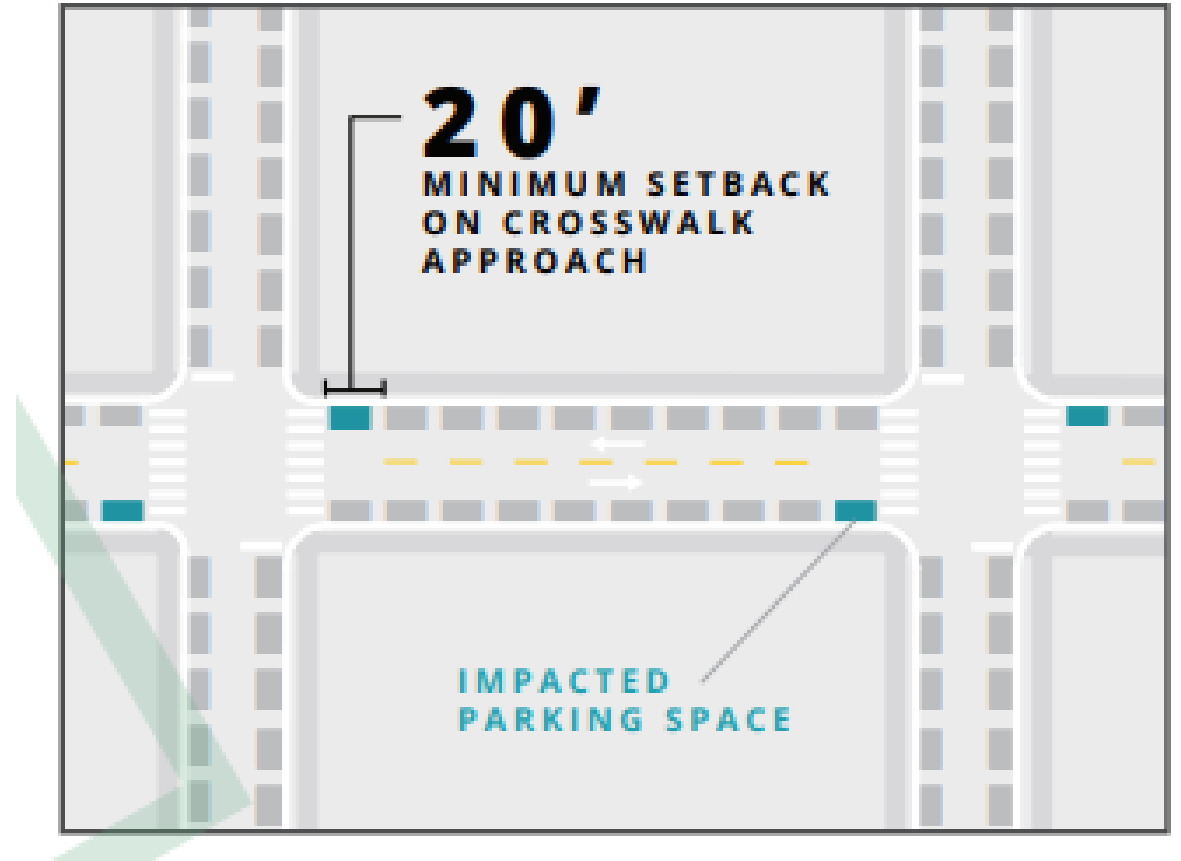 20’
MINIMUM SETBACK
ON CROSSWALK
APPROACH
IMPACTED
PARKING SPACE